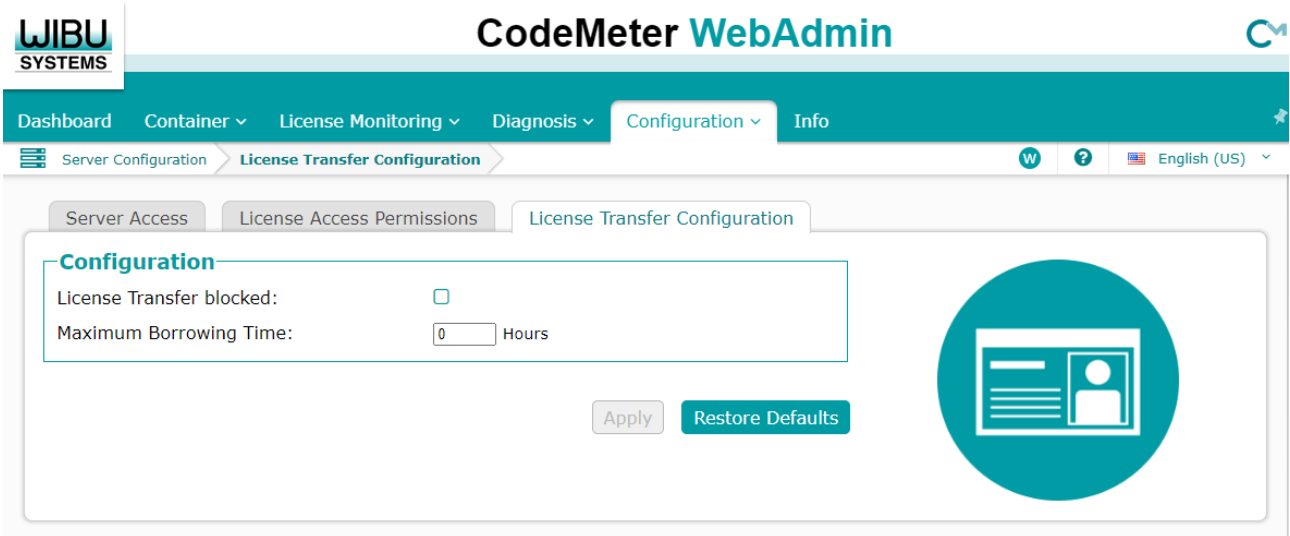 WIBU
SYSTEMS
CodeMeter WebAdmin
CM
Dashboard Container License Monitoring Diagnosis Configuration Info
Server Configuration License Transfer Configuration W ? English (US)
Server Access License Access Permissions License Transfer Configuration
Configuration
License Transfer blocked:
Maximum Borrowing Time: 0 Hours
Apply Restore Defaults